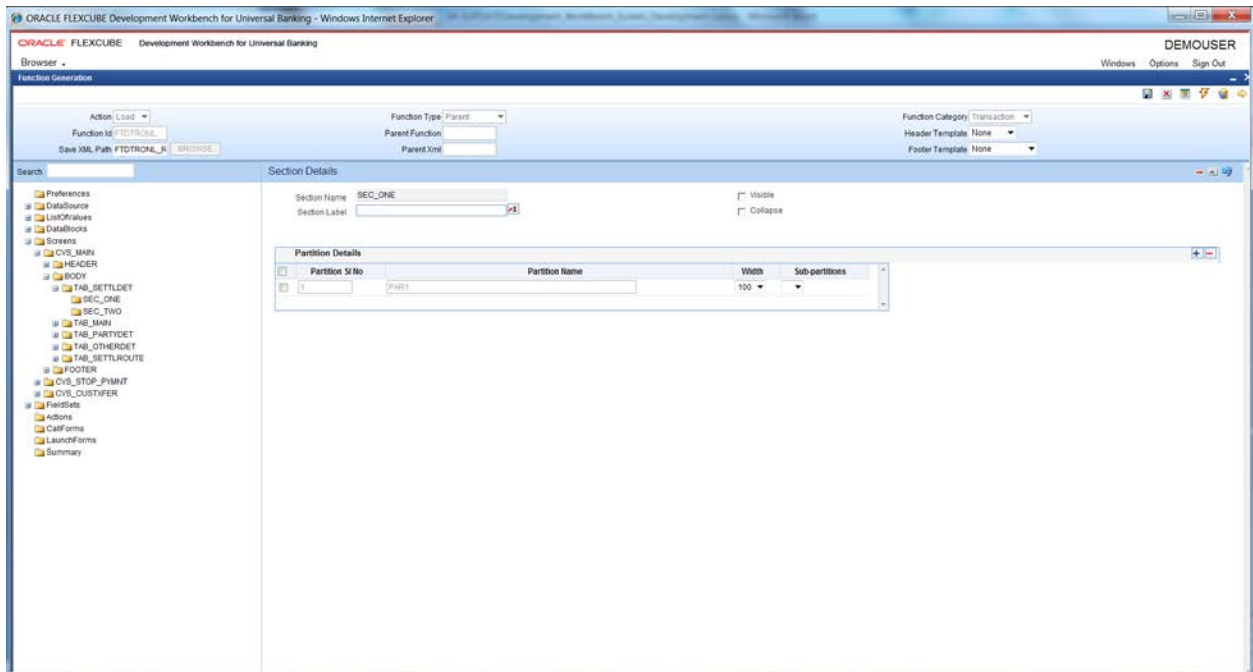 ORACLE FLEXCUBE Development Workbench for Universal Banking - Windows Internet Explorer
ORACLE FLEXCUBE Development Workbench for Universal Banking DEMOUSER
Browser Windows Options Sign Out
Function Generation
Action Load Function Type Parent Function Category Transaction
Function Id FTDTRONL Parent Function Header Template None
Save XML Path FTDTRONL_R BROWSE Parent Xml Footer Template None
Search Section Details
Preferences
DataSource
ListOfValues
DataBlocks
Screens
CVS_MAIN
HEADER
BODY
TAB_SETTLDET
SEC_ONE
SEC_TWO
TAB_MAIN
TAB_PARTYDET
TAB_OTHERDET
TAB_SETTLROUTE
FOOTER
CVS_STOP_PYMNT
CVS_CUSTXFER
FieldSets
Actions
CallForms
LaunchForms
Summary
Section Name SEC_ONE Visible
Section Label Collapse
Partition Details
Partition Sl No Partition Name Width Sub-partitions
1 PAR1 100